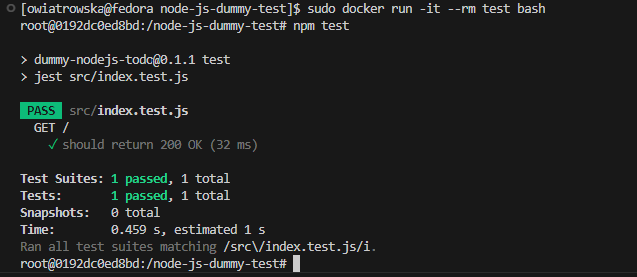 [owiatrowska@fedora node-js-dummy-test]$ sudo docker run -it --rm test bash
root@0192dc0ed8bd:/node-js-dummy-test# npm test
> dummy-nodejs-todo@0.1.1 test
> jest src/index.test.js
PASS src/index.test.js
GET /
✓ should return 200 OK (32 ms)
Test Suites: 1 passed, 1 total
Tests: 1 passed, 1 total
Snapshots: 0 total
Time: 0.459 s, estimated 1 s
Ran all test suites matching /src\/index.test.js/i.
root@0192dc0ed8bd:/node-js-dummy-test#